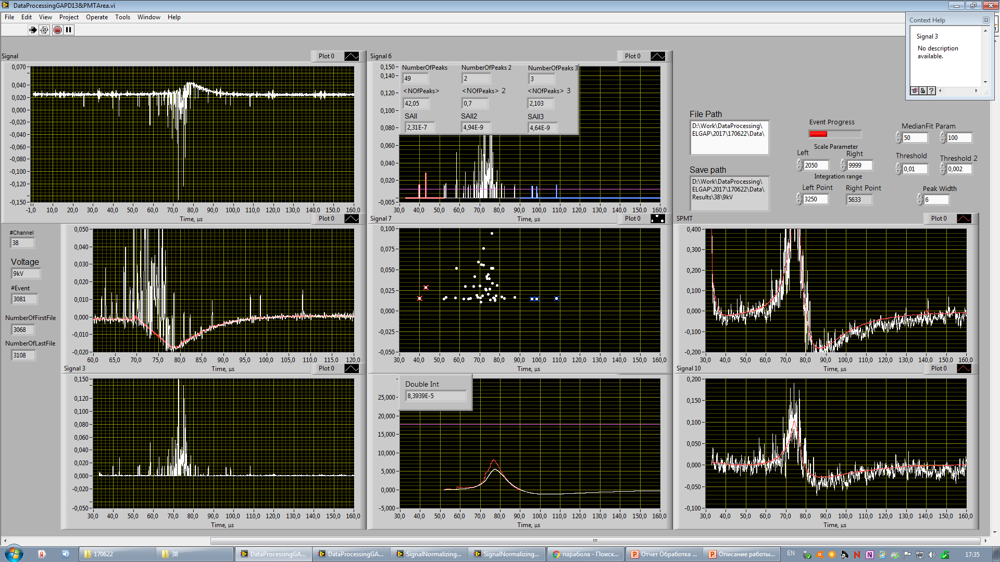 DataProcessingGAPD13&PMTArea.vi
File Edit View Project Operate Tools Window Help
Context Help
Signal 3
No description
available.
Signal
Plot 0
0,070
0,040
0,020
0,000
-0,020
-0,040
-0,060
-0,080
-0,100
-0,120
-0,150
-1,0 10,0 20,0 30,0 40,0 50,0 60,0 70,0 80,0 90,0 100,0 110,0 120,0 130,0 140,0 160,0
Time, µs
Signal 6
Plot 0
0,150
0,140
0,120
0,100
0,080
0,060
0,040
0,020
-0,005
NumberOfPeaks NumberOfPeaks 2 NumberOfPeaks 3
49 2 3
<NOfPeaks> <NOfPeaks> 2 <NOfPeaks> 3
42,05 0,7 2,103
SAll SAll2 SAll3
2,31E-7 4,94E-9 4,64E-9
30,0 40,0 50,0 60,0 70,0 80,0 90,0 100,0 110,0 120,0 130,0 140,0 160,0
Time, µs
File Path
D:\Work\DataProcessing\
ELGAP\2017\170622\Data\
Save path
D:\Work\DataProcessing\
ELGAP\2017\170622\Data\
Results\38\9kV
Event Progress
Scale Parameter
Left Right
2050 9999
Integration range
Left Point Right Point
3250 5633
MedianFit Param
50 100
Threshold Threshold 2
0,01 0,002
Peak Width
6
#Channel
38
Voltage
9kV
#Event
3081
NumberOfFirstFile
3068
NumberOfLastFile
3108
Plot 0
0,050
0,040
0,030
0,020
0,010
0,000
-0,010
-0,020
60,0 65,0 70,0 75,0 80,0 85,0 90,0 95,0 100,0 105,0 110,0 115,0 120,0
Time, µs
Signal 7
Plot 0
0,100
0,075
0,050
0,025
0,000
-0,025
-0,050
30,0 40,0 50,0 60,0 70,0 80,0 90,0 100,0 110,0 120,0 130,0 140,0 160,0
Time, µs
SPMT
Plot 0
0,400
0,300
0,200
0,100
0,000
-0,100
-0,200
30,0 40,0 50,0 60,0 70,0 80,0 90,0 100,0 110,0 120,0 130,0 140,0 160,0
Time, µs
Signal 3
Plot 0
0,150
0,120
0,100
0,080
0,060
0,040
0,020
0,000
-0,020
-0,050
30,0 40,0 50,0 60,0 70,0 80,0 90,0 100,0 110,0 120,0 130,0 140,0 160,0
Time, µs
Double Int
8,3939E-5
25,000
20,000
15,000
10,000
5,000
0,000
-5,000
30,0 40,0 50,0 60,0 70,0 80,0 90,0 100,0 110,0 120,0 130,0 140,0 160,0
Time, µs
Signal 10
Plot 0
0,200
0,150
0,100
0,050
0,000
-0,050
-0,100
30,0 40,0 50,0 60,0 70,0 80,0 90,0 100,0 110,0 120,0 130,0 140,0 160,0
Time, µs
170622
38
DataProcessingGA...
DataProcessingGA...
SignalNormalizing...
SignalNormalizing...
парабола - Поиск...
Отчет Обработка ...
Описание работы...
EN
17:35